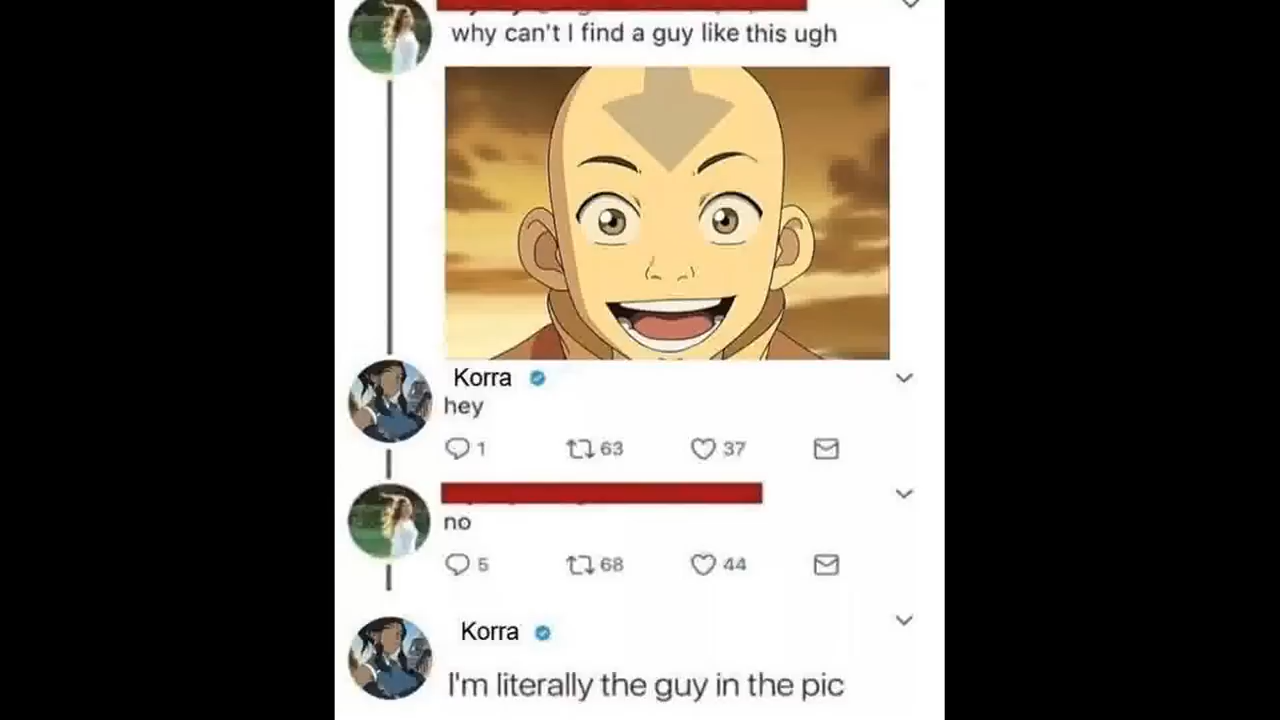 why can't I find a guy like this ugh
Korra
hey
1 63 37
no
5 68 44
Korra
I'm literally the guy in the pic